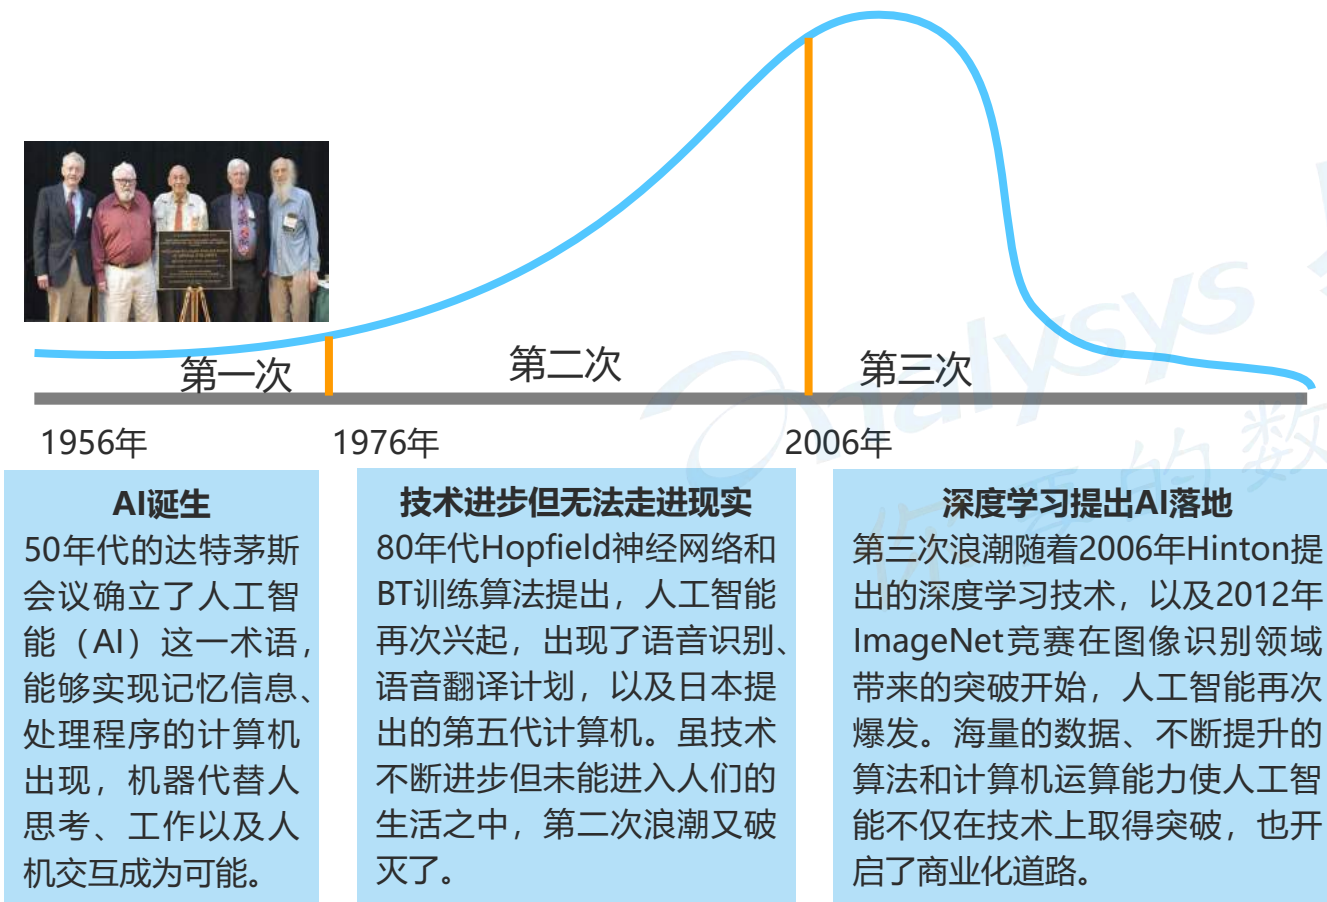 第一次
第二次
第三次
1956年
1976年
2006年
AI诞生
50年代的达特茅斯
会议确立了人工智
能（AI）这一术语，
能够实现记忆信息、
处理程序的计算机
出现，机器代替人
思考、工作以及人
机交互成为可能。
技术进步但无法走进现实
80年代Hopfield神经网络和
BT训练算法提出，人工智能
再次兴起，出现了语音识别、
语音翻译计划，以及日本提
出的第五代计算机。虽技术
不断进步但未能进入人们的
生活之中，第二次浪潮又破
灭了。
深度学习提出AI落地
第三次浪潮随着2006年Hinton提
出的深度学习技术，以及2012年
ImageNet竞赛在图像识别领域
带来的突破开始，人工智能再次
爆发。海量的数据、不断提升的
算法和计算机运算能力使人工智
能不仅在技术上取得突破，也开
启了商业化道路。
analysys
你要的数